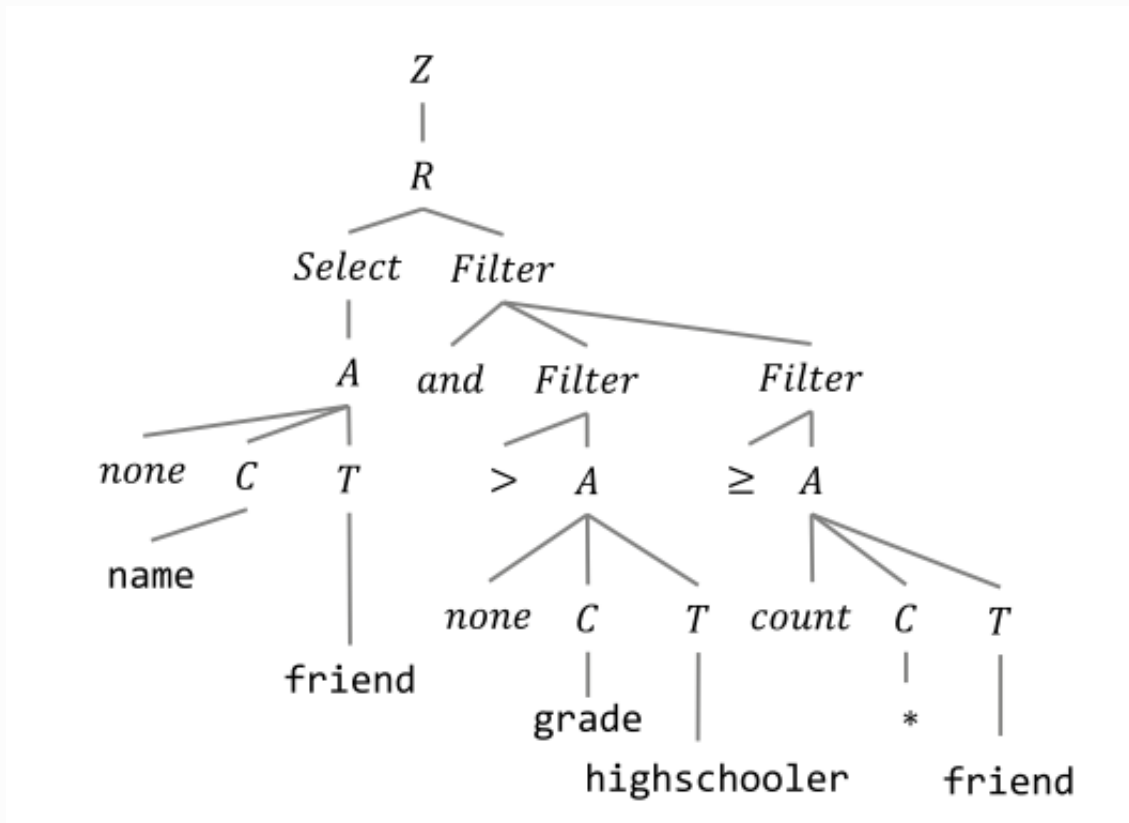 Z
R
Select Filter
A and Filter Filter
none C T > A ≥ A
name
none C T count C T
friend
grade *
highschooler friend